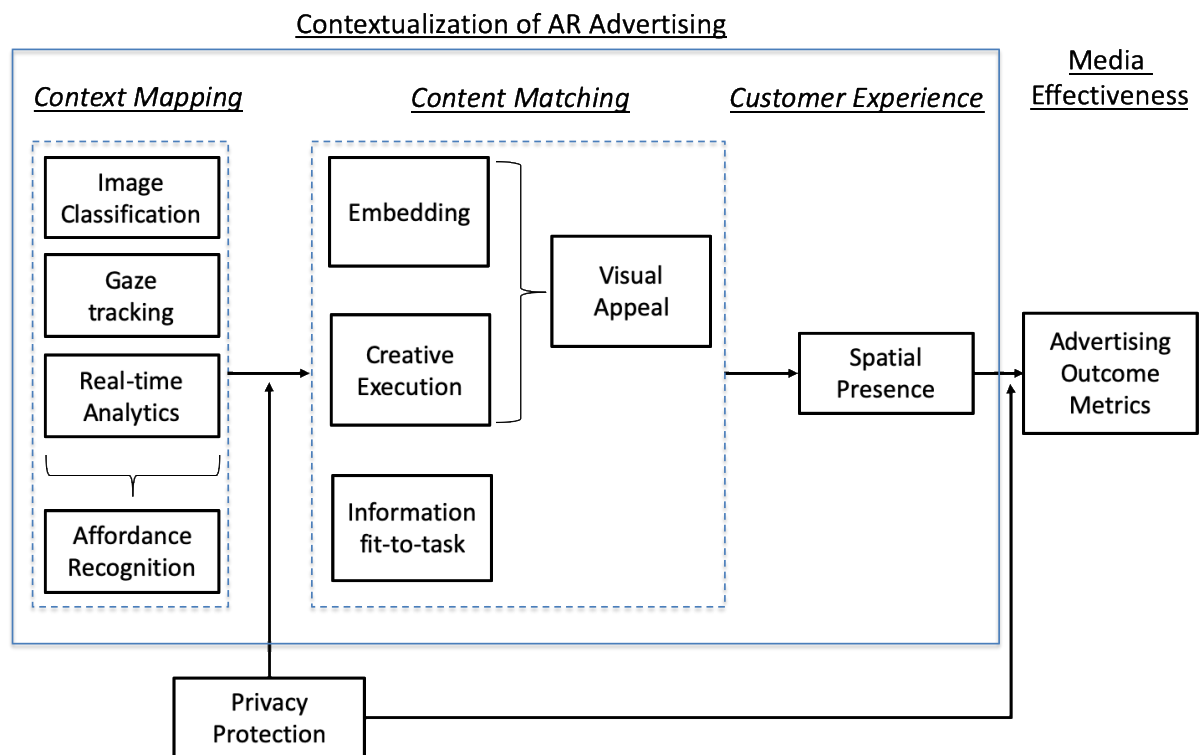 Contextualization of AR Advertising
Context Mapping
Content Matching
Customer Experience
Media
Effectiveness
Image
Classification
Gaze
tracking
Real-time
Analytics
Affordance
Recognition
Embedding
Creative
Execution
Information
fit-to-task
Visual
Appeal
Spatial
Presence
Advertising
Outcome
Metrics
Privacy
Protection